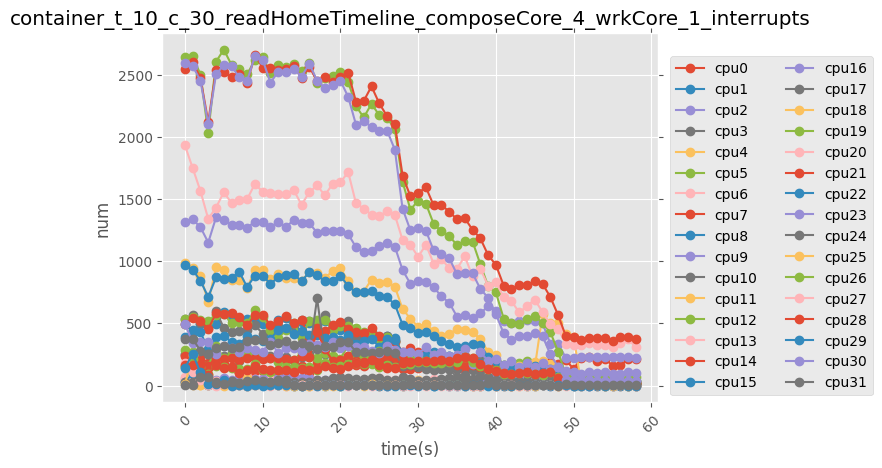 container_t_10_c_30_readHomeTimeline_composeCore_4_wrkCore_1_interrupts
num
2500
2000
1500
1000
500
0
0
10
20
30
40
50
60
time(s)
cpu0
cpu1
cpu2
cpu3
cpu4
cpu5
cpu6
cpu7
cpu8
cpu9
cpu10
cpu11
cpu12
cpu13
cpu14
cpu15
cpu16
cpu17
cpu18
cpu19
cpu20
cpu21
cpu22
cpu23
cpu24
cpu25
cpu26
cpu27
cpu28
cpu29
cpu30
cpu31